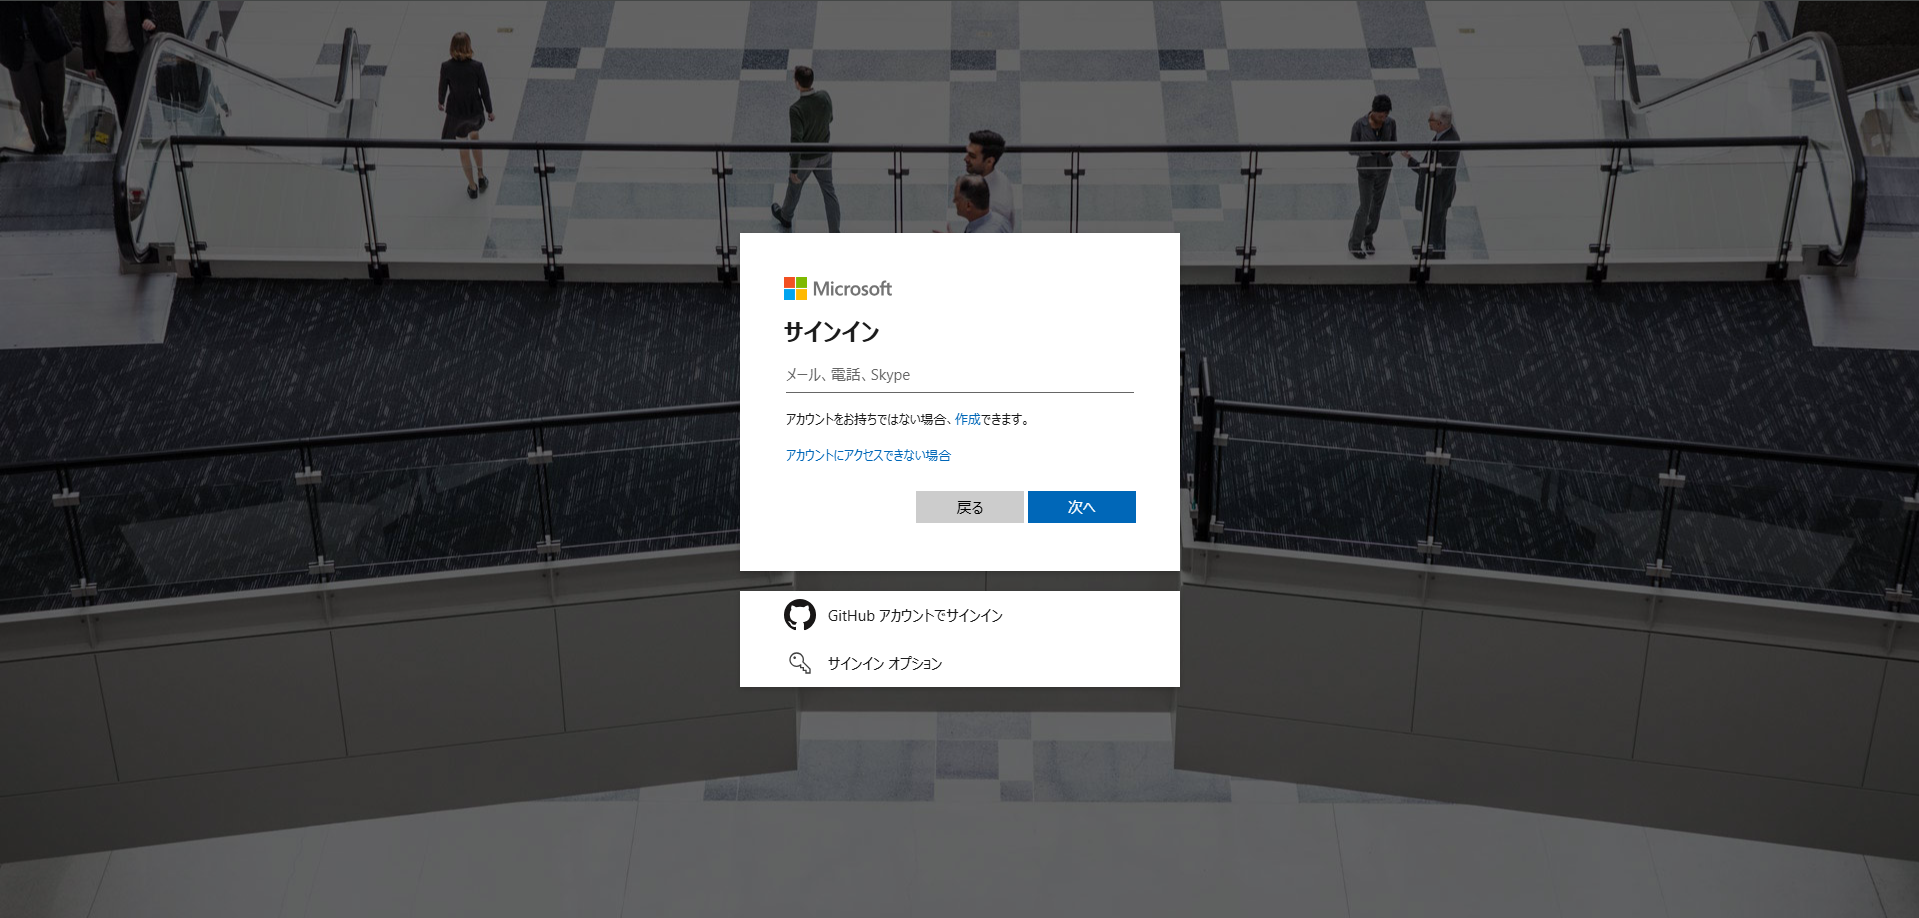 Microsoft
サインイン
メール、電話、Skype
アカウントをお持ちではない場合、作成できます。
アカウントにアクセスできない場合
戻る
次へ
GitHub アカウントでサインイン
サインイン オプション